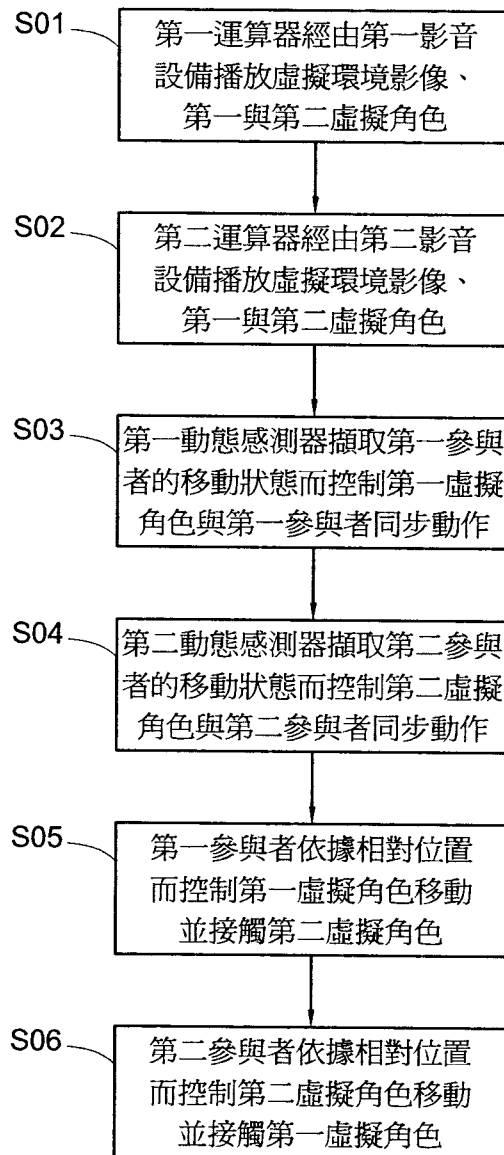 S01
第一運算器經由第一影音
設備播放虛擬環境影像、
第一與第二虛擬角色
S02
第二運算器經由第二影音
設備播放虛擬環境影像、
第一與第二虛擬角色
S03
第一動態感測器擷取第一參與
者的移動狀態而控制第一虛擬
角色與第一參與者同步動作
S04
第二動態感測器擷取第二參與
者的移動狀態而控制第二虛擬
角色與第二參與者同步動作
S05
第一參與者依據相對位置
而控制第一虛擬角色移動
並接觸第二虛擬角色
S06
第二參與者依據相對位置
而控制第二虛擬角色移動
並接觸第一虛擬角色